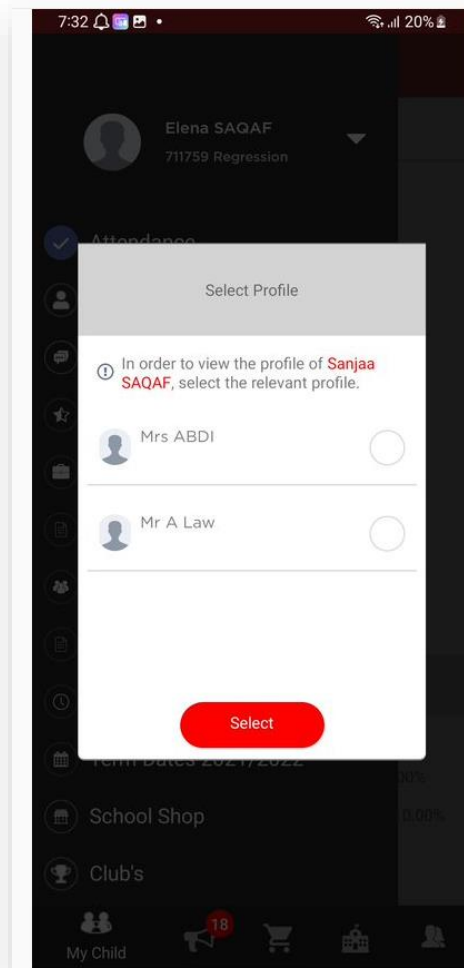 7:32
20%
Elena SAQAF
711759 Regression
Attendance
Select Profile
In order to view the profile of Sanjaa
SAQAF, select the relevant profile.
Mrs ABDI
Mr A Law
Select
Term Dates 2021/2022
0.00%
School Shop
Club's
18
My Child